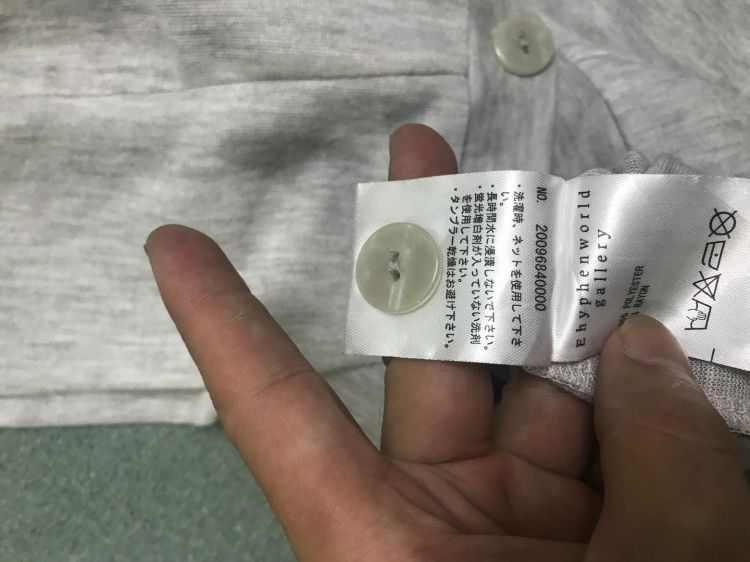 Ehyphenworld
gallery
POLYESTER
RAYON
NO. 20096840000
・洗濯時、ネットを使用して下さ
い。
・長時間水に浸漬しないで下さい。
・蛍光増白剤が入っていない洗剤
を使用して下さい。
・タンブラー乾燥はお避け下さい。